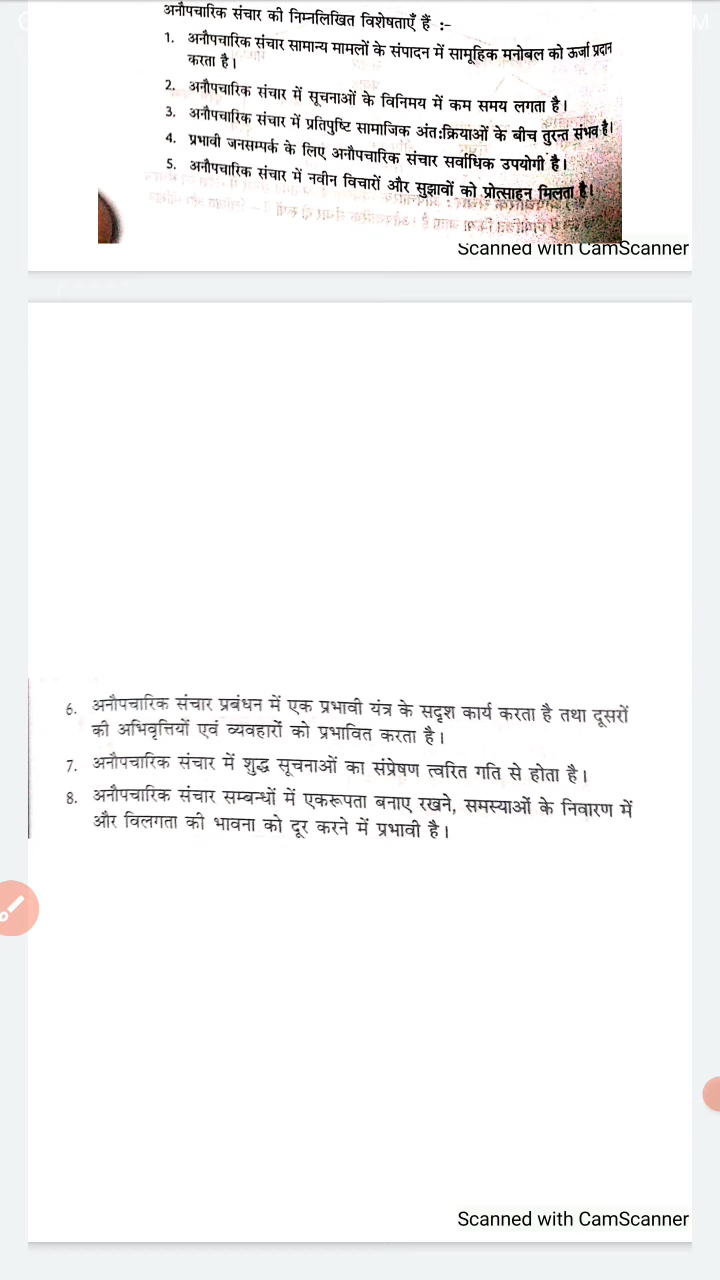 अनौपचारिक संचार की निम्नलिखित विशेषताएँ हैं :–
1. अनौपचारिक संचार सामान्य मामलों के संपादन में सामूहिक मनोबल को ऊर्जा प्रदान
करता है।
2. अनौपचारिक संचार में सूचनाओं के विनिमय में कम समय लगता है।
3. अनौपचारिक संचार में प्रतिपुष्टि सामाजिक अंत:क्रियाओं के बीच तुरन्त संभव है।
4. प्रभावी जनसम्पर्क के लिए अनौपचारिक संचार सर्वाधिक उपयोगी है।
5. अनौपचारिक संचार में नवीन विचारों और सुझावों को प्रोत्साहन मिलता है।
Scanned with CamScanner
6. अनौपचारिक संचार प्रबंधन में एक प्रभावी यंत्र के सदृश कार्य करता है तथा दूसरों
की अभिवृत्तियों एवं व्यवहारों को प्रभावित करता है।
7. अनौपचारिक संचार में शुद्ध सूचनाओं का संप्रेषण त्वरित गति से होता है।
8. अनौपचारिक संचार सम्बन्धों में एकरूपता बनाए रखने, समस्याओं के निवारण में
और विलगता की भावना को दूर करने में प्रभावी है।
Scanned with CamScanner